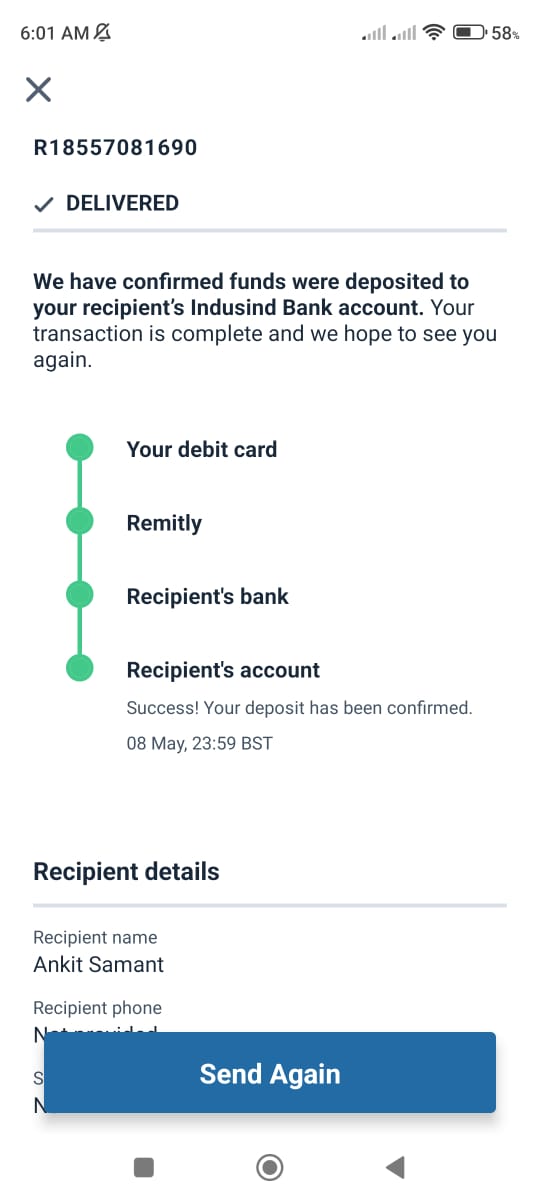 6:01 AM
58%
R18557081690
DELIVERED
We have confirmed funds were deposited to
your recipient's Indusind Bank account. Your
transaction is complete and we hope to see you
again.
Your debit card
Remitly
Recipient's bank
Recipient's account
Success! Your deposit has been confirmed.
08 May, 23:59 BST
Recipient details
Recipient name
Ankit Samant
Recipient phone
Not provided
Send Again